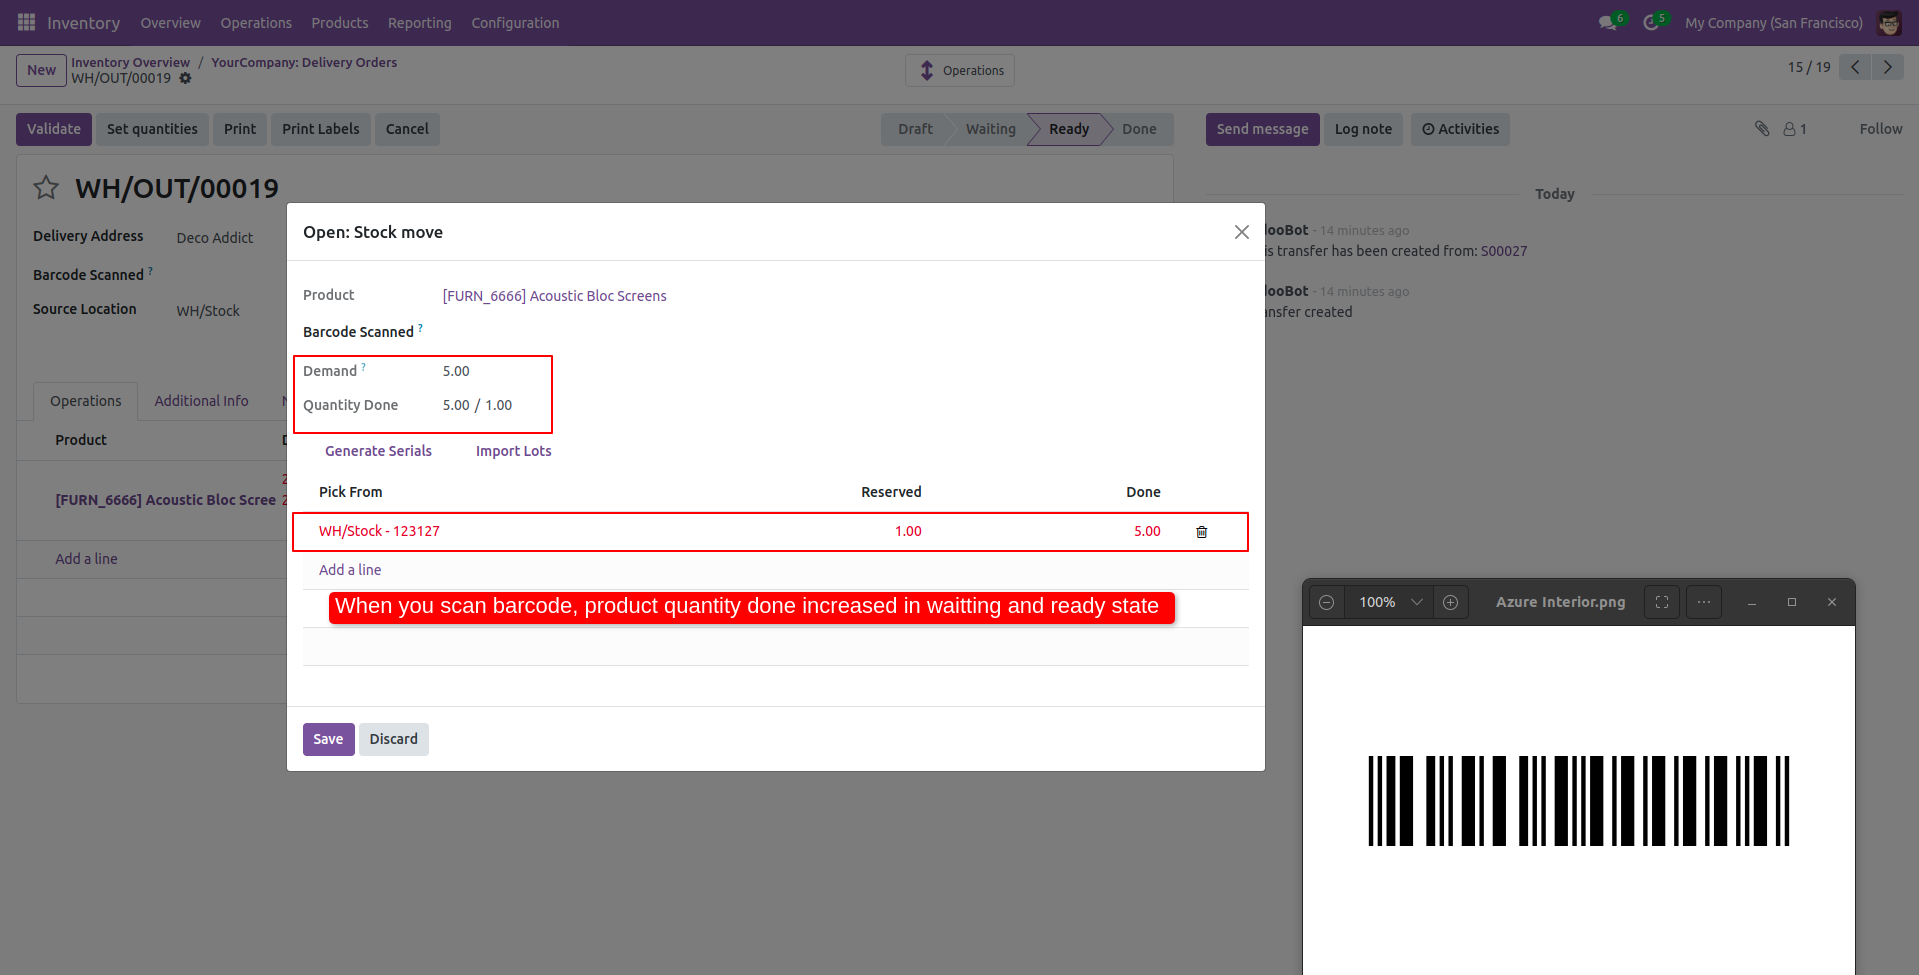 Inventory Overview Operations Products Reporting Configuration 6 5 My Company (San Francisco)
New Inventory Overview / YourCompany: Delivery Orders
WH/OUT/00019
Operations
15 / 19
Validate Set quantities Print Print Labels Cancel Draft Waiting Ready Done Send message Log note Activities 1 Follow
WH/OUT/00019
Today
Delivery Address Deco Addict
Barcode Scanned ?
Source Location WH/Stock
Operations Additional Info
Product
[FURN_6666] Acoustic Bloc Scree
Add a line
ooBot - 14 minutes ago
is transfer has been created from: S00027
ooBot - 14 minutes ago
ansfer created
Open: Stock move
Product [FURN_6666] Acoustic Bloc Screens
Barcode Scanned ?
Demand ? 5.00
Quantity Done 5.00 / 1.00
Generate Serials Import Lots
Pick From Reserved Done
WH/Stock - 123127 1.00 5.00
Add a line
When you scan barcode, product quantity done increased in waitting and ready state
Save Discard
100% Azure Interior.png